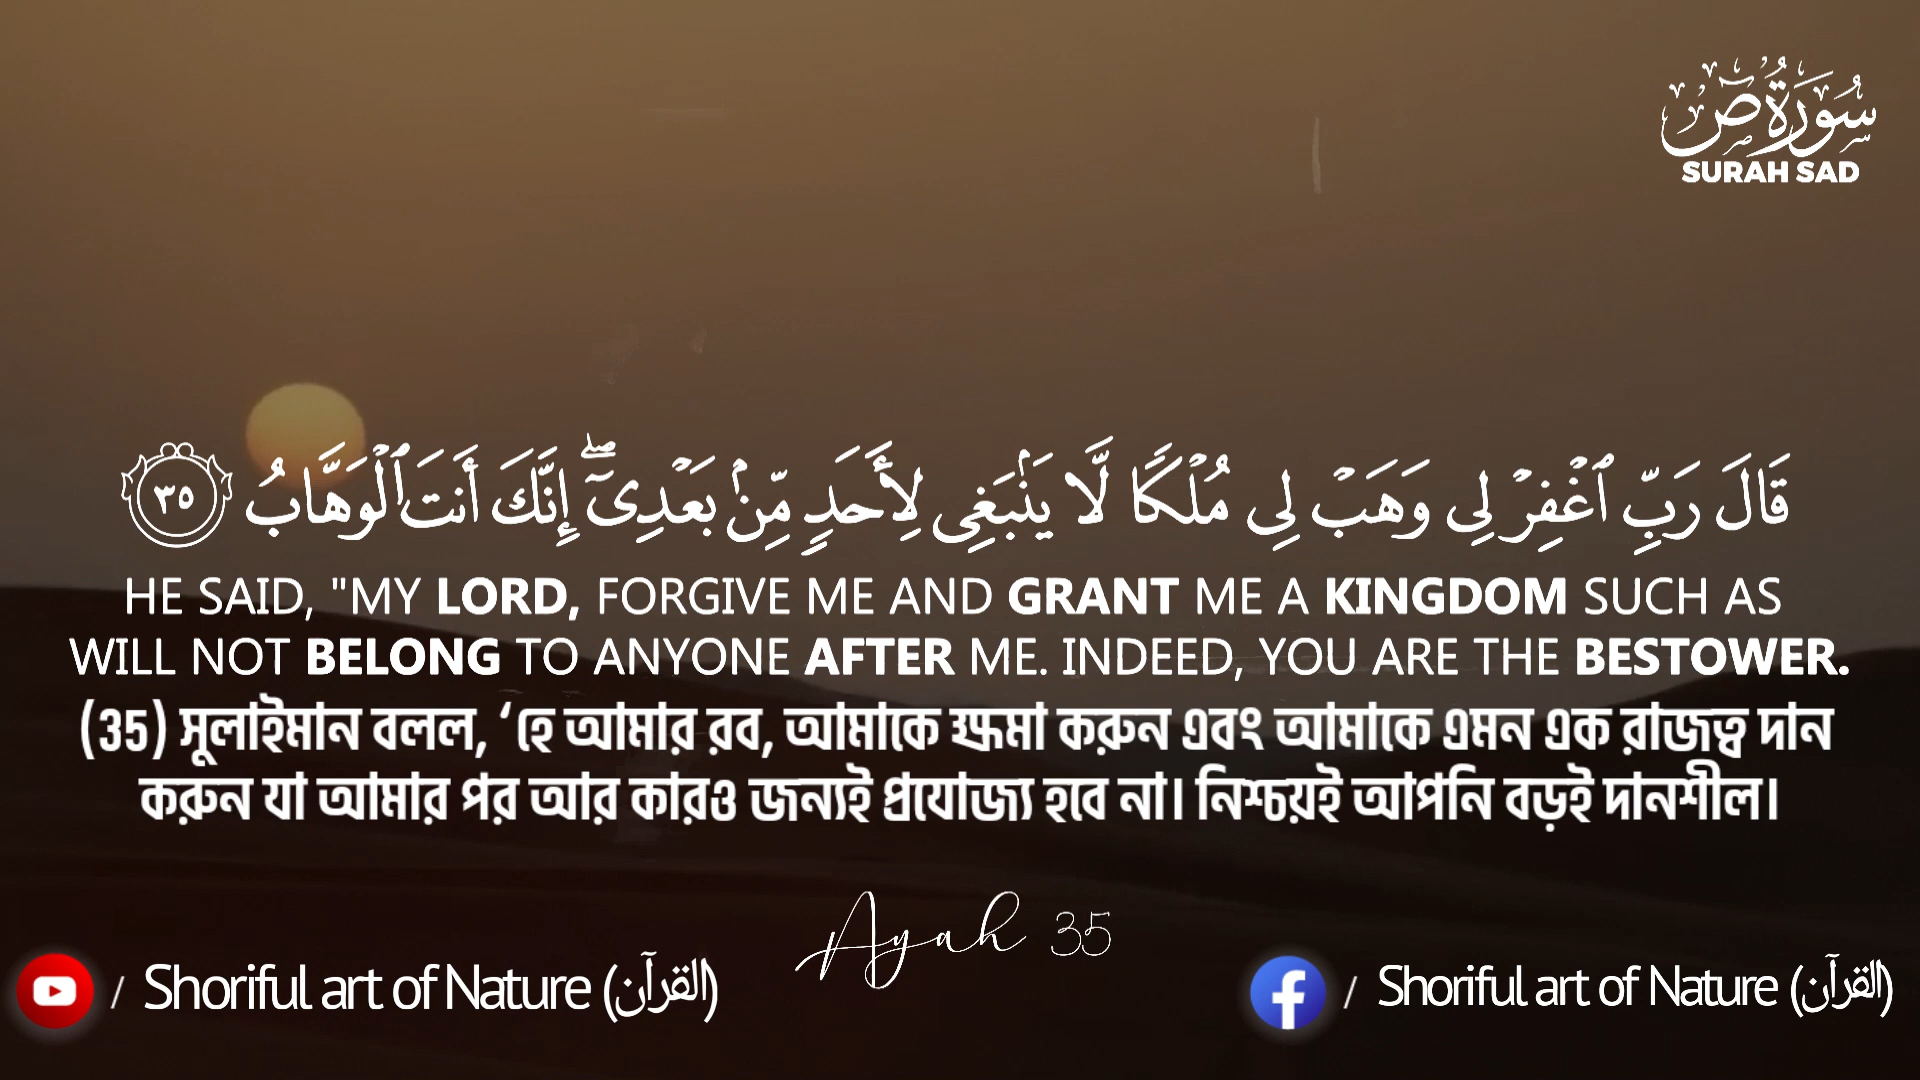 سُورَةُ صٓ
SURAH SAD
قَالَ رَبِّ ٱغْفِرْ لِى وَهَبْ لِى مُلْكًا لَّا يَنۢبَغِى لِأَحَدٍ مِّنۢ بَعْدِىٓ ۖ إِنَّكَ أَنتَ ٱلْوَهَّابُ ٣٥
HE SAID, "MY LORD, FORGIVE ME AND GRANT ME A KINGDOM SUCH AS
WILL NOT BELONG TO ANYONE AFTER ME. INDEED, YOU ARE THE BESTOWER.
(35) সুলাইমান বলল, ‘হে আমার রব, আমাকে ক্ষমা করুন এবং আমাকে এমন এক রাজত্ব দান
করুন যা আমার পর আর কারও জন্যই প্রযোজ্য হবে না। নিশ্চয়ই আপনি বড়ই দানশীল।
Ayah 35
/ Shoriful art of Nature (القرآن)
/ Shoriful art of Nature (القرآن)